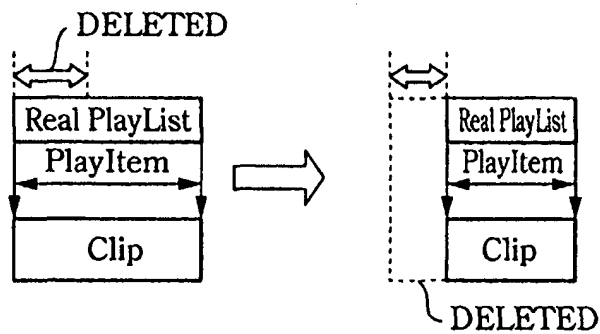 DELETED
Real PlayList
PlayItem
Clip
Real PlayList
PlayItem
Clip
DELETED